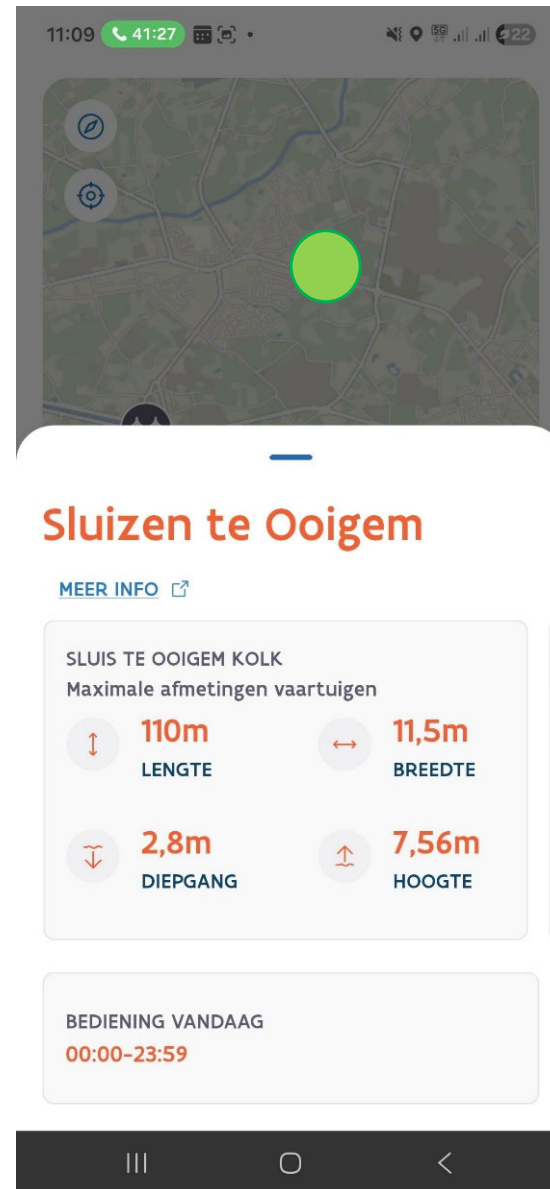 11:09 41:27 5G 22
Sluizen te Ooigem
MEER INFO
SLUIS TE OOIGEM KOLK
Maximale afmetingen vaartuigen
110m 11,5m
LENGTE BREEDTE
2,8m 7,56m
DIEPGANG HOOGTE
BEDIENING VANDAAG
00:00-23:59